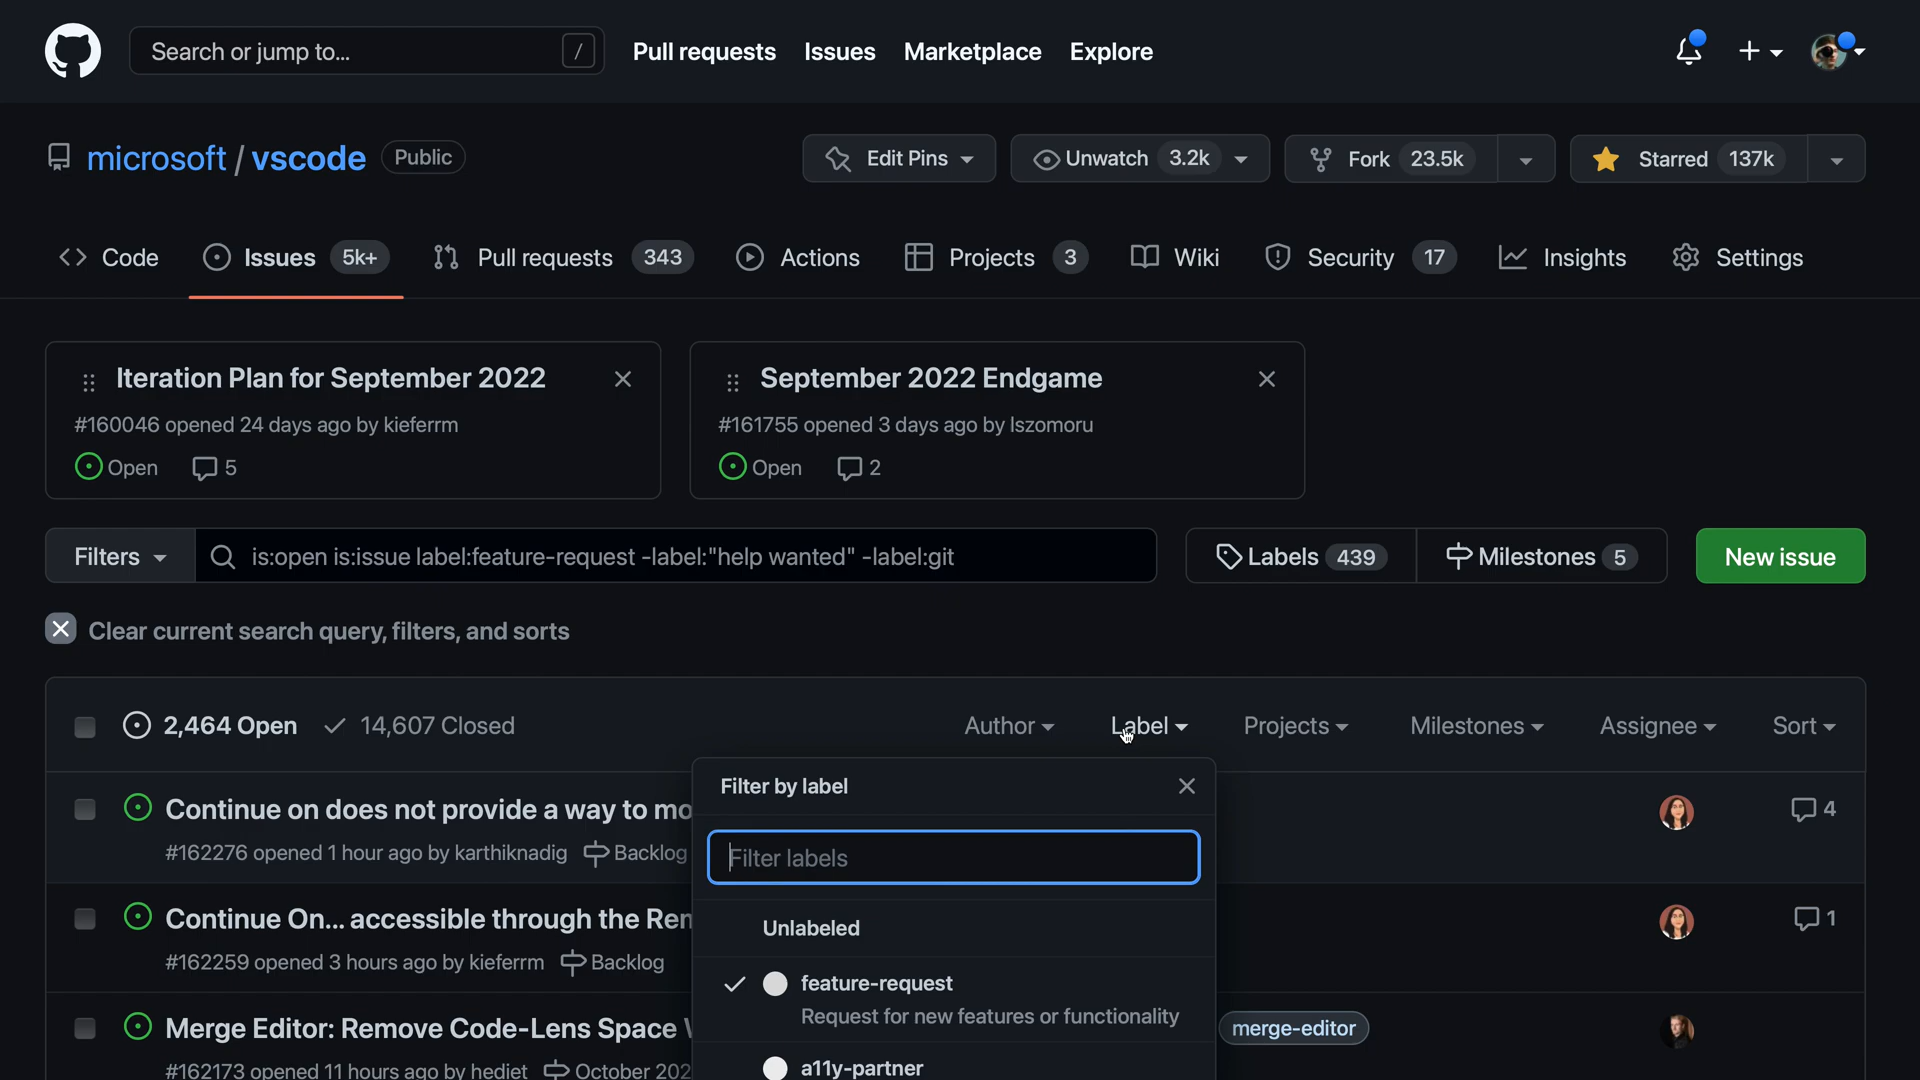 Search or jump to... / Pull requests Issues Marketplace Explore
microsoft / vscode Public Edit Pins Unwatch 3.2k Fork 23.5k Starred 137k
Code Issues 5k+ Pull requests 343 Actions Projects 3 Wiki Security 17 Insights Settings
Iteration Plan for September 2022
#160046 opened 24 days ago by kieferrm
Open 5
September 2022 Endgame
#161755 opened 3 days ago by lszomoru
Open 2
Filters is:open is:issue label:feature-request -label:"help wanted" -label:git Labels 439 Milestones 5 New issue
Clear current search query, filters, and sorts
2,464 Open 14,607 Closed Author Label Projects Milestones Assignee Sort
Continue on does not provide a way to mo 4
#162276 opened 1 hour ago by karthiknadig Backlog
Continue On... accessible through the Ren 1
#162259 opened 3 hours ago by kieferrm Backlog
Merge Editor: Remove Code-Lens Space merge-editor
#162173 opened 11 hours ago by hediet October 202
Filter by label
Filter labels
Unlabeled
feature-request
Request for new features or functionality
a11y-partner